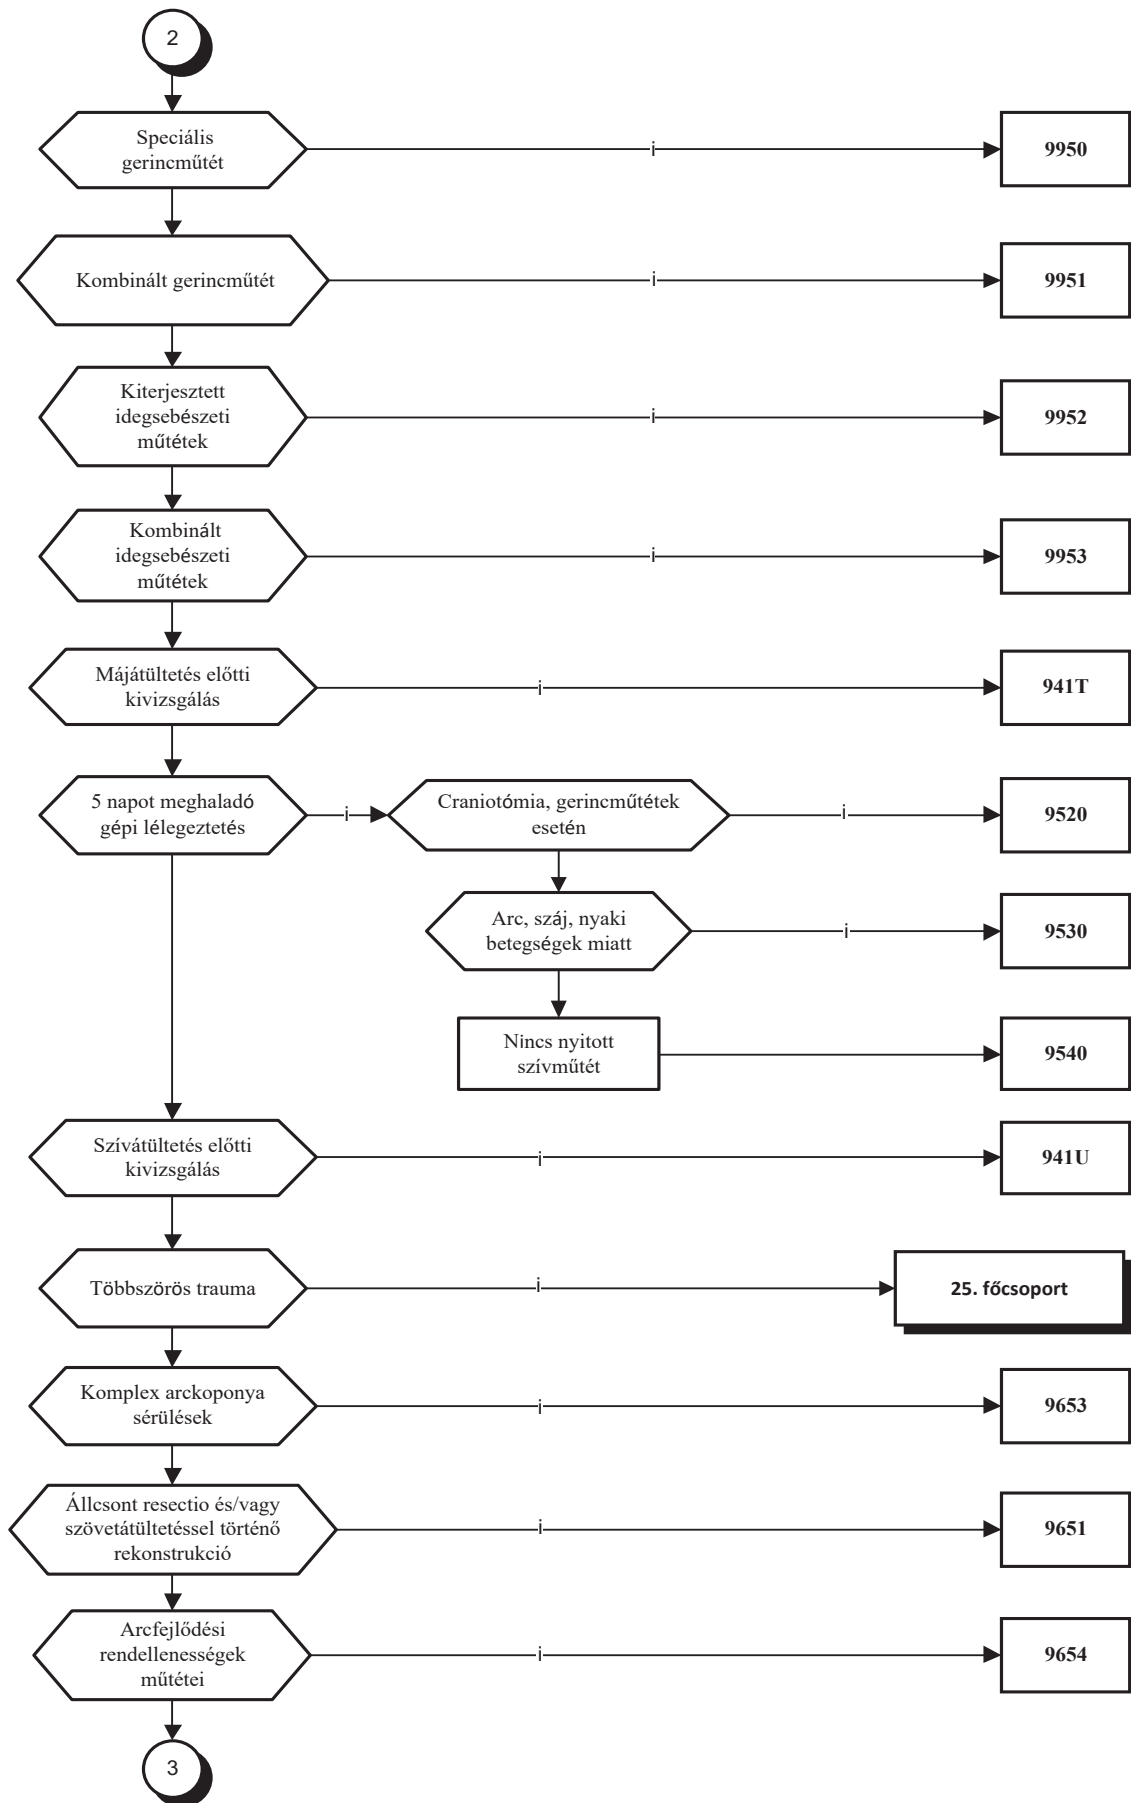 2
Speciális
gerincműtét
i
9950
Kombinált gerincműtét
i
9951
Kiterjesztett
idegsebészeti
műtétek
i
9952
Kombinált
idegsebészeti
műtétek
i
9953
Májátültetés előtti
kivizsgálás
i
941T
5 napot meghaladó
gépi lélegeztetés
i
Craniotómia, gerincműtétek
esetén
i
9520
Arc, száj, nyaki
betegségek miatt
i
9530
Nincs nyitott
szívműtét
9540
Szívátültetés előtti
kivizsgálás
i
941U
Többszörös trauma
i
25. főcsoport
Komplex arckoponya
sérülések
i
9653
Állcsont resectio és/vagy
szövetátültetéssel történő
rekonstrukció
i
9651
Arcfejlődési
rendellenességek
műtétei
i
9654
3